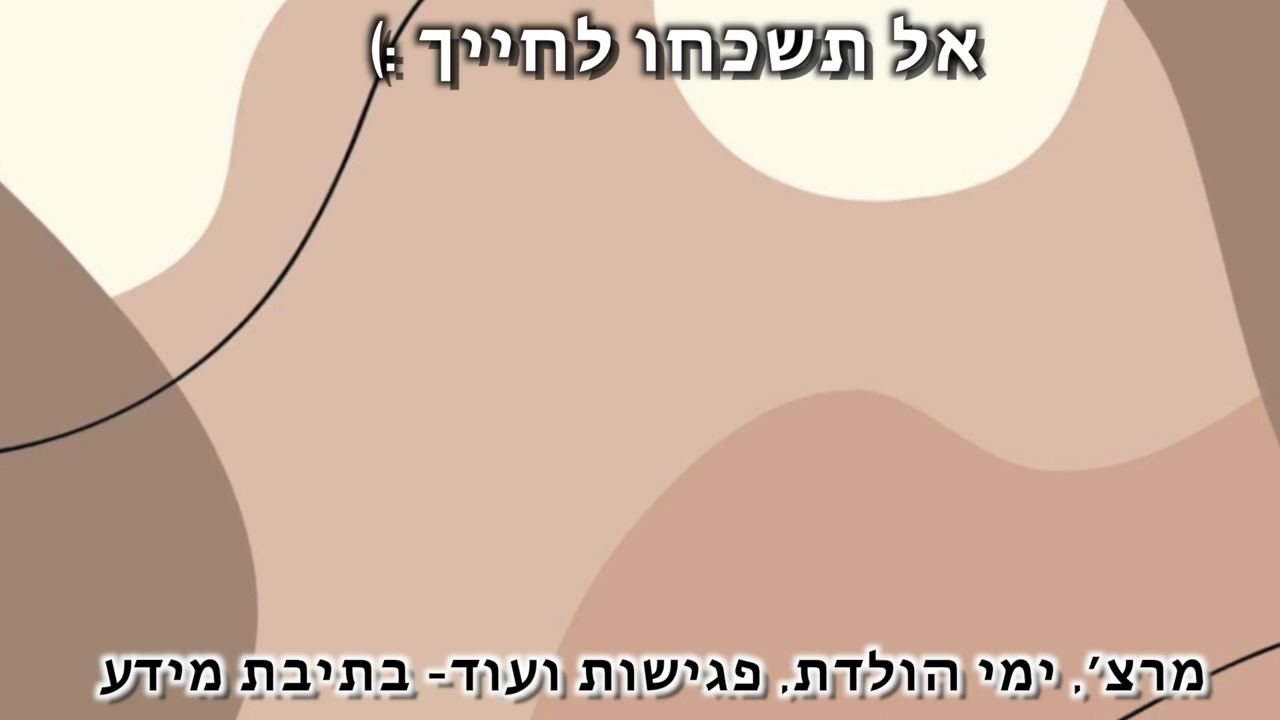 אל תשכחו לחייך :)
מרצ', ימי הולדת, פגישות ועוד- בתיבת מידע